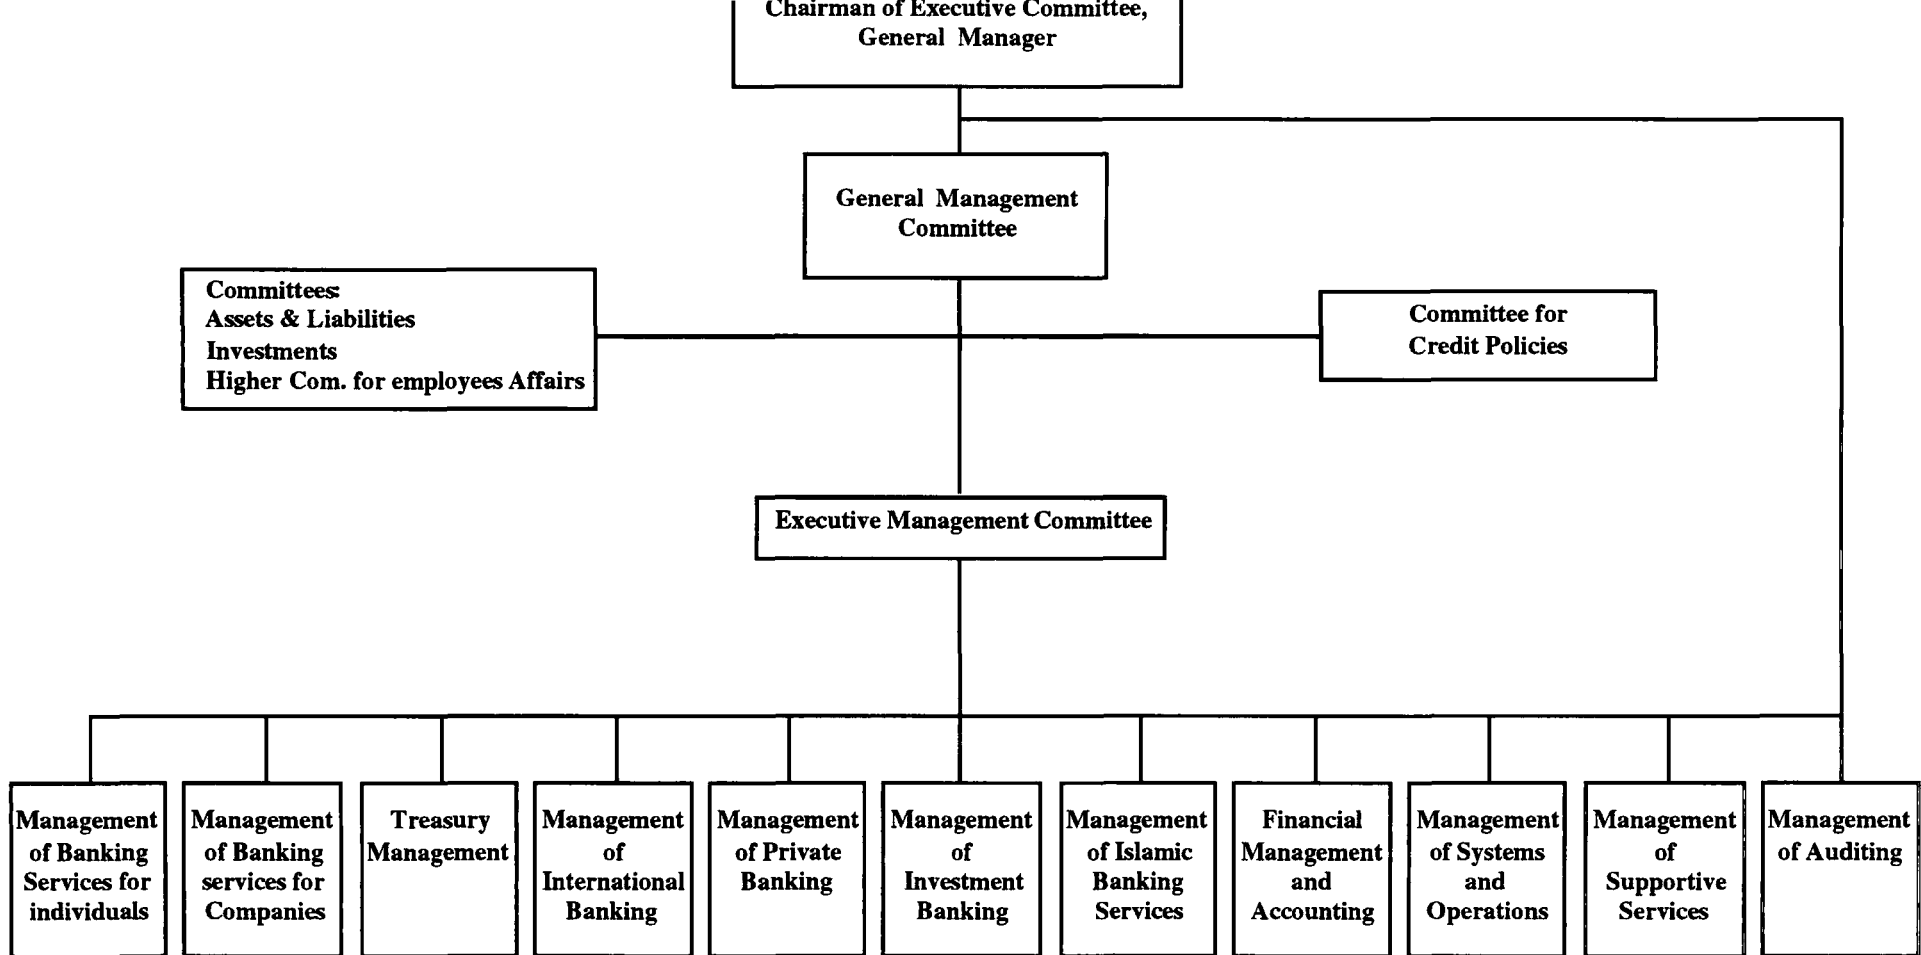 Chairman of Executive Committee,
General Manager
General Management
Committee
Committees:
Assets & Liabilities
Investments
Higher Com. for employees Affairs
Committee for
Credit Policies
Executive Management Committee
Management
of Banking
Services for
individuals
Management
of Banking
services for
Companies
Treasury
Management
Management
of
International
Banking
Management
of Private
Banking
Management
of
Investment
Banking
Management
of Islamic
Banking
Services
Financial
Management
and
Accounting
Management
of Systems
and
Operations
Management
of
Supportive
Services
Management
of Auditing